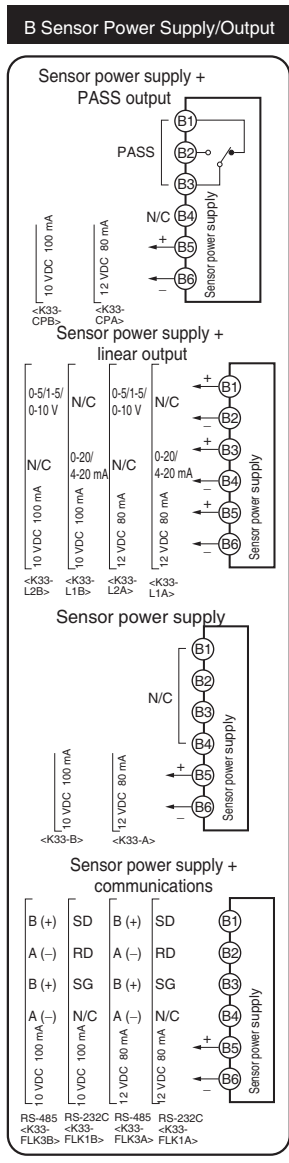 B Sensor Power Supply/Output
Sensor power supply +
PASS output
B1
PASS
B2
B3
N/C
B4
+
B5
−
B6
Sensor power supply
10 VDC 100 mA
12 VDC 80 mA
<K33-
CPB>
<K33-
CPA>
Sensor power supply +
linear output
0-5/1-5/
0-10 V
N/C
0-5/1-5/
0-10 V
N/C
+
B1
−
B2
N/C
0-20/
4-20 mA
N/C
0-20/
4-20 mA
+
B3
−
B4
10 VDC 100 mA
10 VDC 100 mA
12 VDC 80 mA
12 VDC 80 mA
+
B5
−
B6
Sensor power supply
<K33-
L2B>
<K33-
L1B>
<K33-
L2A>
<K33-
L1A>
Sensor power supply
B1
B2
N/C
B3
B4
+
B5
−
B6
Sensor power supply
10 VDC 100 mA
12 VDC 80 mA
<K33-B>
<K33-A>
Sensor power supply +
communications
B (+) SD B (+) SD B1
A (−) RD A (−) RD B2
B (+) SG B (+) SG B3
A (−) N/C A (−) N/C B4
10 VDC 100 mA
10 VDC 100 mA
12 VDC 80 mA
12 VDC 80 mA
+
B5
−
B6
Sensor power supply
RS-485
<K33-
FLK3B>
RS-232C
<K33-
FLK1B>
RS-485
<K33-
FLK3A>
RS-232C
<K33-
FLK1A>